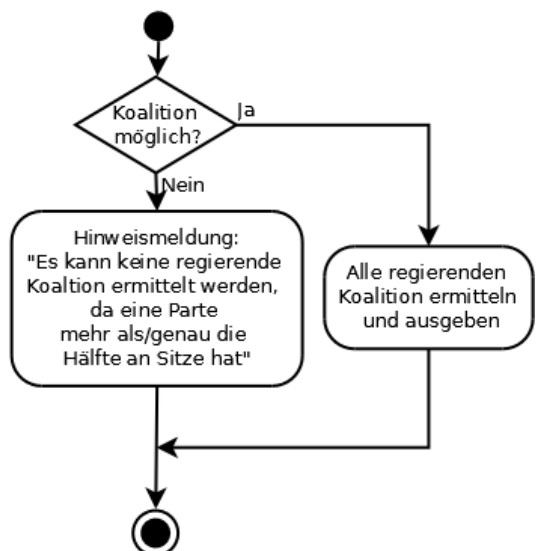 Koalition
möglich?
Ja
Nein
Hinweismeldung:
"Es kann keine regierende
Koaltion ermittelt werden,
da eine Parte
mehr als/genau die
Hälfte an Sitze hat"
Alle regierenden
Koalition ermitteln
und ausgeben